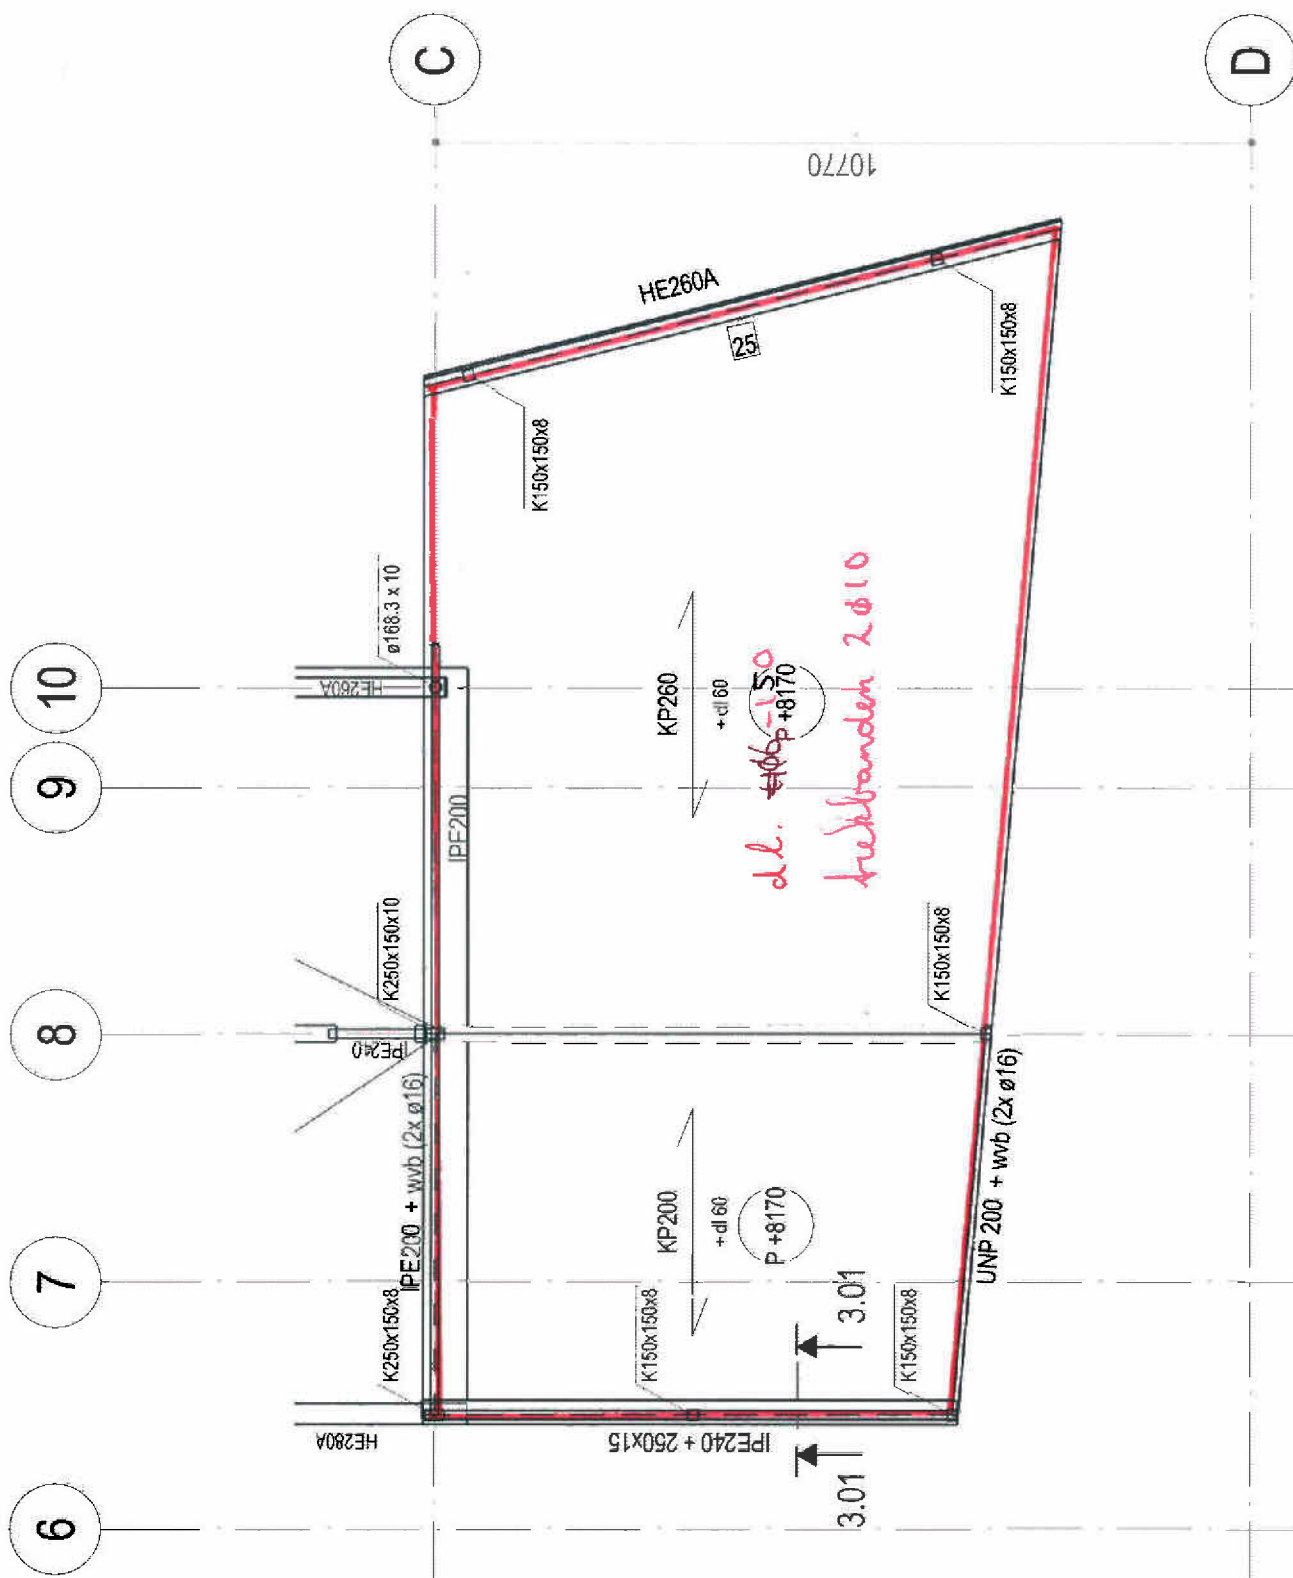 C
D
10770
HE260A
25
K150x150x8
K150x150x8
ø168.3 x 10
HE260A
10
9
8
7
6
KP260
+ dl 60
P +8170
dl. -150
trekbanden 2ø10
IPE200
K250x150x10
K150x150x8
IPE240
IPE200 + wvb (2x ø16)
UNP 200 + wvb (2x ø16)
KP200
+ dl 60
P +8170
K250x150x8
K150x150x8
K150x150x8
3.01
3.01
HE280A
IPE240 + 250x15